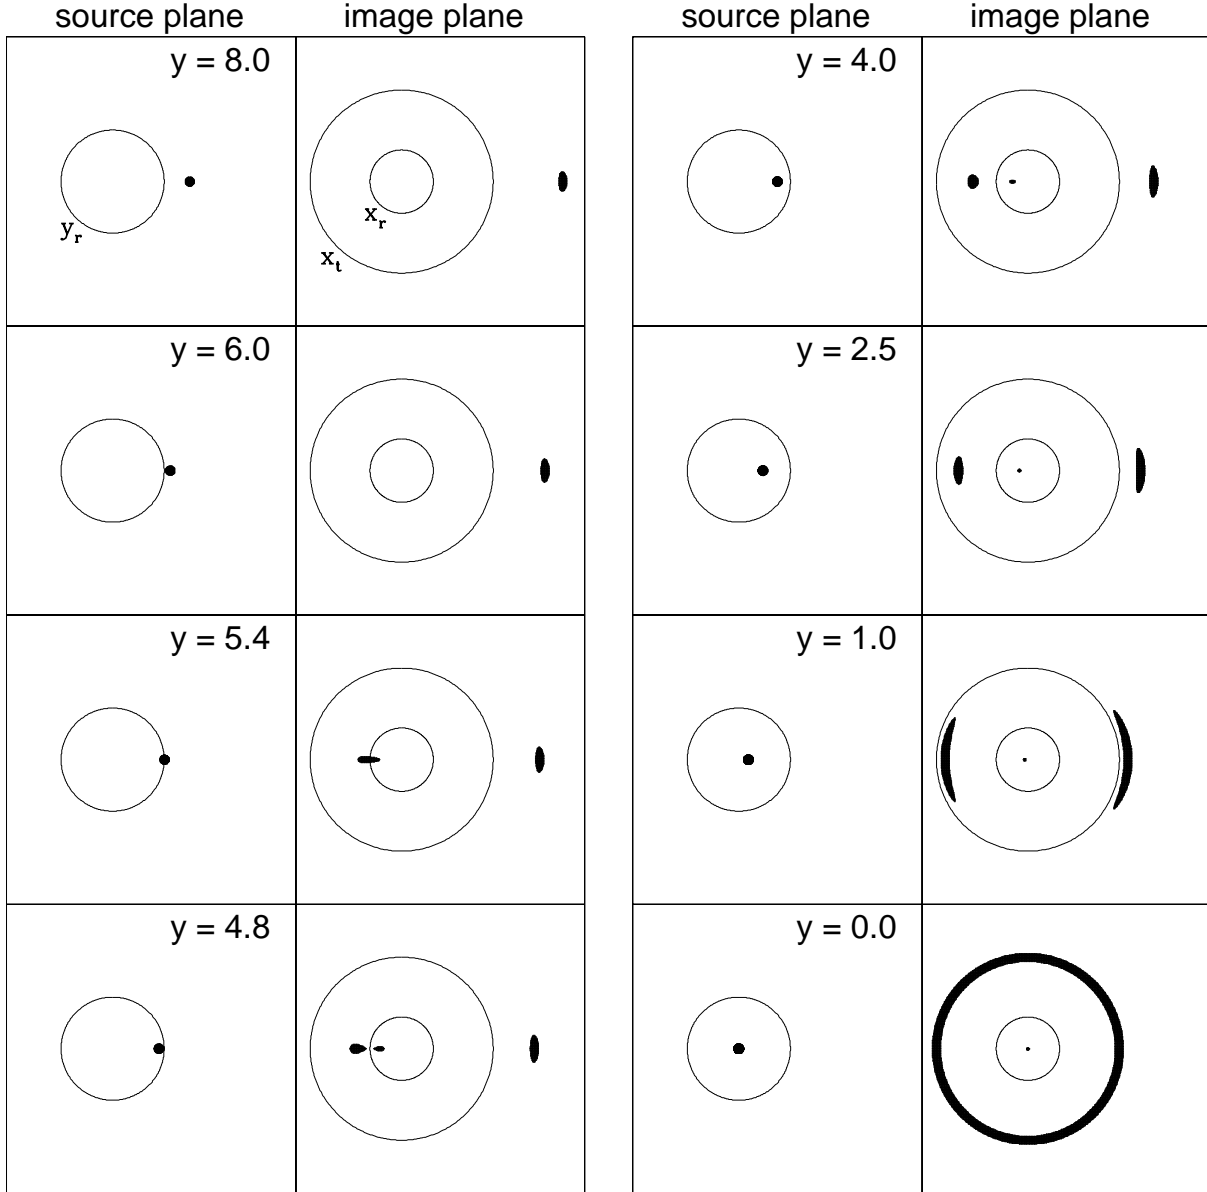 source plane image plane source plane image plane
y = 8.0
y = 4.0
y_r
x_r
x_t
y = 6.0
y = 2.5
y = 5.4
y = 1.0
y = 4.8
y = 0.0